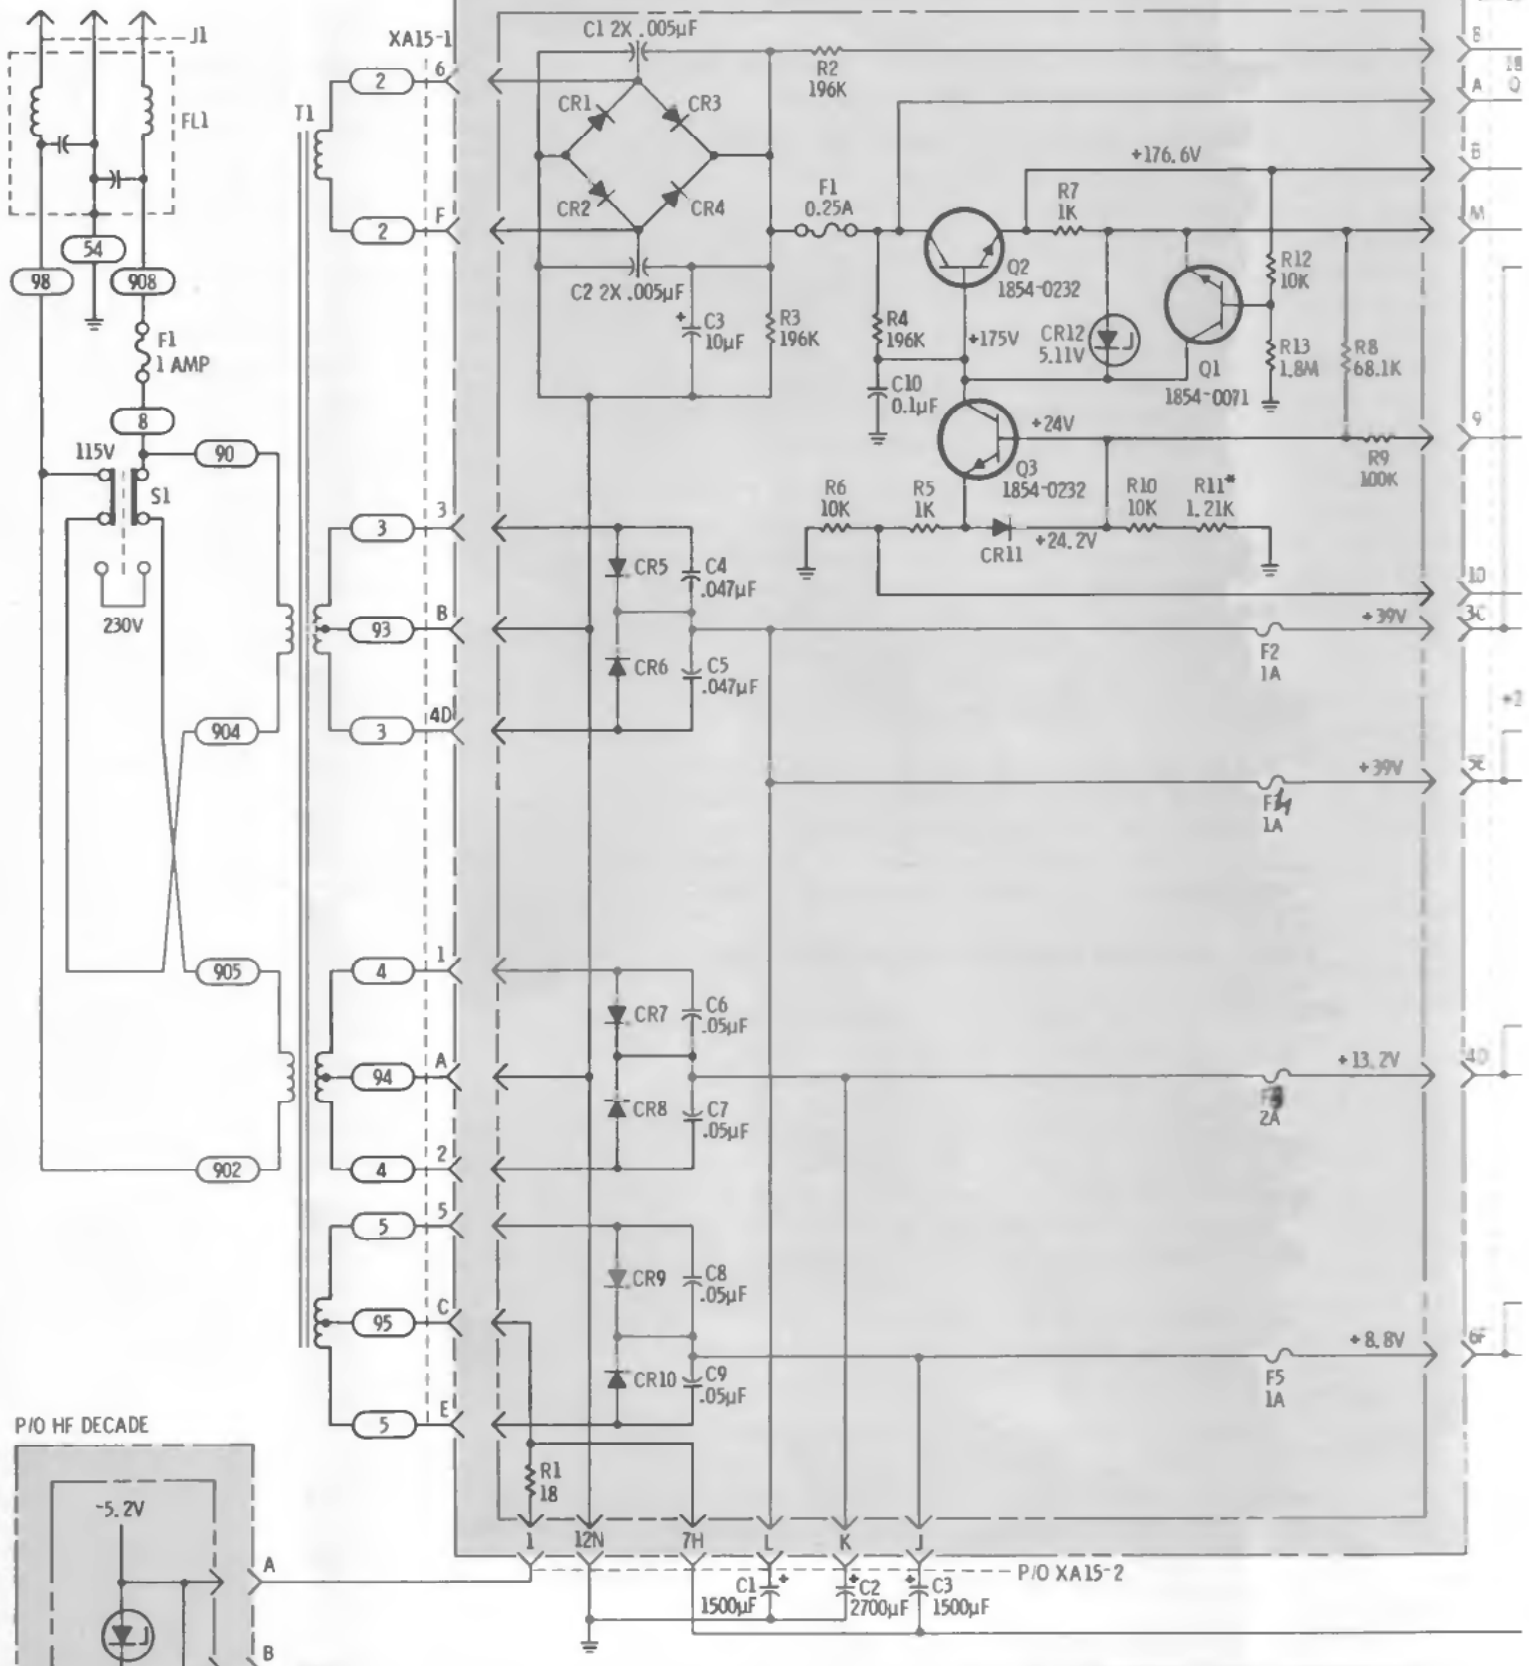 J1
FL1
54
98
908
F1
1 AMP
8
115V
90
S1
230V
904
905
902
T1
XA15-1
2
6
2
F
3
3
93
B
3
4D
4
1
94
A
4
2
5
5
95
C
5
E
C1 2X .005µF
CR1
CR3
CR2
CR4
C2 2X .005µF
C3
10µF
R2
196K
R3
196K
F1
0.25A
R4
196K
C10
0.1µF
Q2
1854-0232
+175V
R7
1K
+176.6V
CR12
5.11V
Q1
1854-0071
R12
10K
R13
1.8M
R8
68.1K
R9
100K
+24V
Q3
1854-0232
R6
10K
R5
1K
CR11
+24.2V
R10
10K
R11*
1.21K
A
M
9
10
CR5
C4
.047µF
CR6
C5
.047µF
+39V
3C
F2
1A
+39V
5E
1A
CR7
C6
.05µF
CR8
C7
.05µF
+13.2V
4D
2A
CR9
C8
.05µF
CR10
C9
.05µF
+8.8V
6F
F5
1A
R1
18
1
12N
7H
L
K
J
P/O XA15-2
C1
1500µF
C2
2700µF
C3
1500µF
P/O HF DECADE
-5.2V
A
B